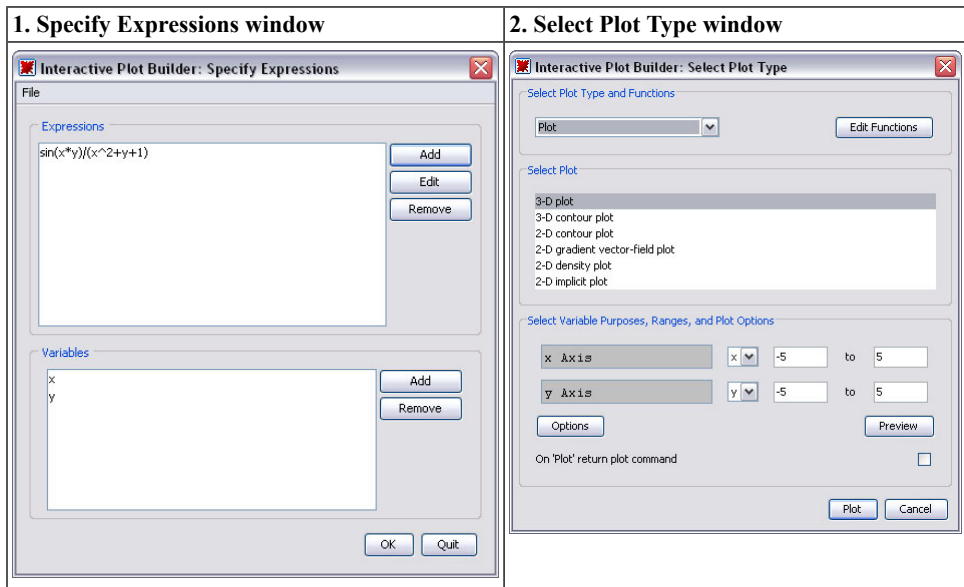 1. Specify Expressions window
Interactive Plot Builder: Specify Expressions
File
Expressions
sin(x*y)/(x^2+y+1)
Add
Edit
Remove
Variables
x
y
Add
Remove
OK Quit
2. Select Plot Type window
Interactive Plot Builder: Select Plot Type
Select Plot Type and Functions
Plot Edit Functions
Select Plot
3-D plot
3-D contour plot
2-D contour plot
2-D gradient vector-field plot
2-D density plot
2-D implicit plot
Select Variable Purposes, Ranges, and Plot Options
x Axis x -5 to 5
y Axis y -5 to 5
Options Preview
On 'Plot' return plot command
Plot Cancel